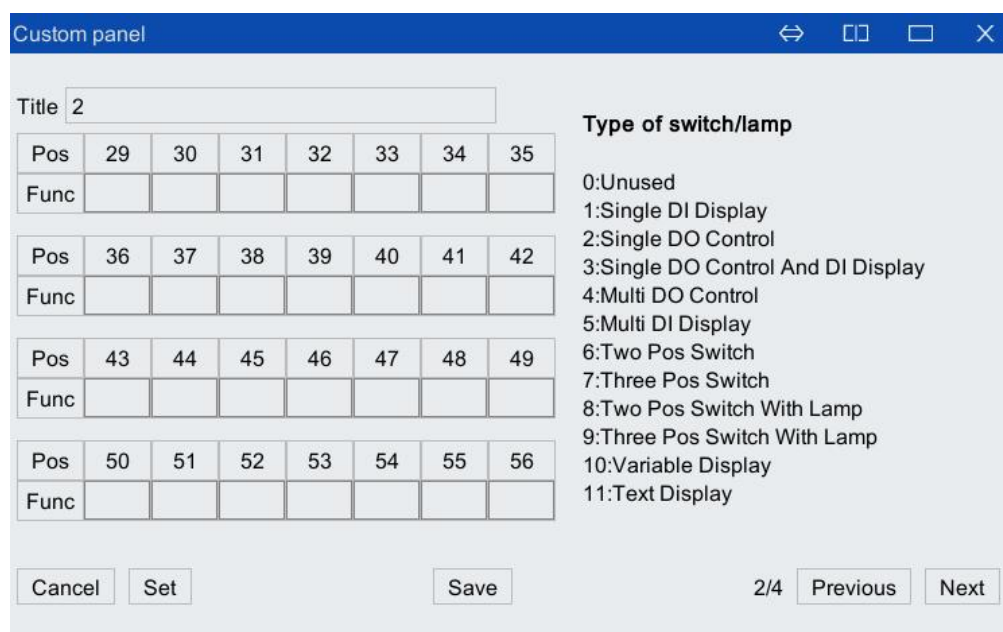 Custom panel
Title 2
Pos 29 30 31 32 33 34 35
Func
Pos 36 37 38 39 40 41 42
Func
Pos 43 44 45 46 47 48 49
Func
Pos 50 51 52 53 54 55 56
Func
Type of switch/lamp
0:Unused
1:Single DI Display
2:Single DO Control
3:Single DO Control And DI Display
4:Multi DO Control
5:Multi DI Display
6:Two Pos Switch
7:Three Pos Switch
8:Two Pos Switch With Lamp
9:Three Pos Switch With Lamp
10:Variable Display
11:Text Display
Cancel Set Save 2/4 Previous Next